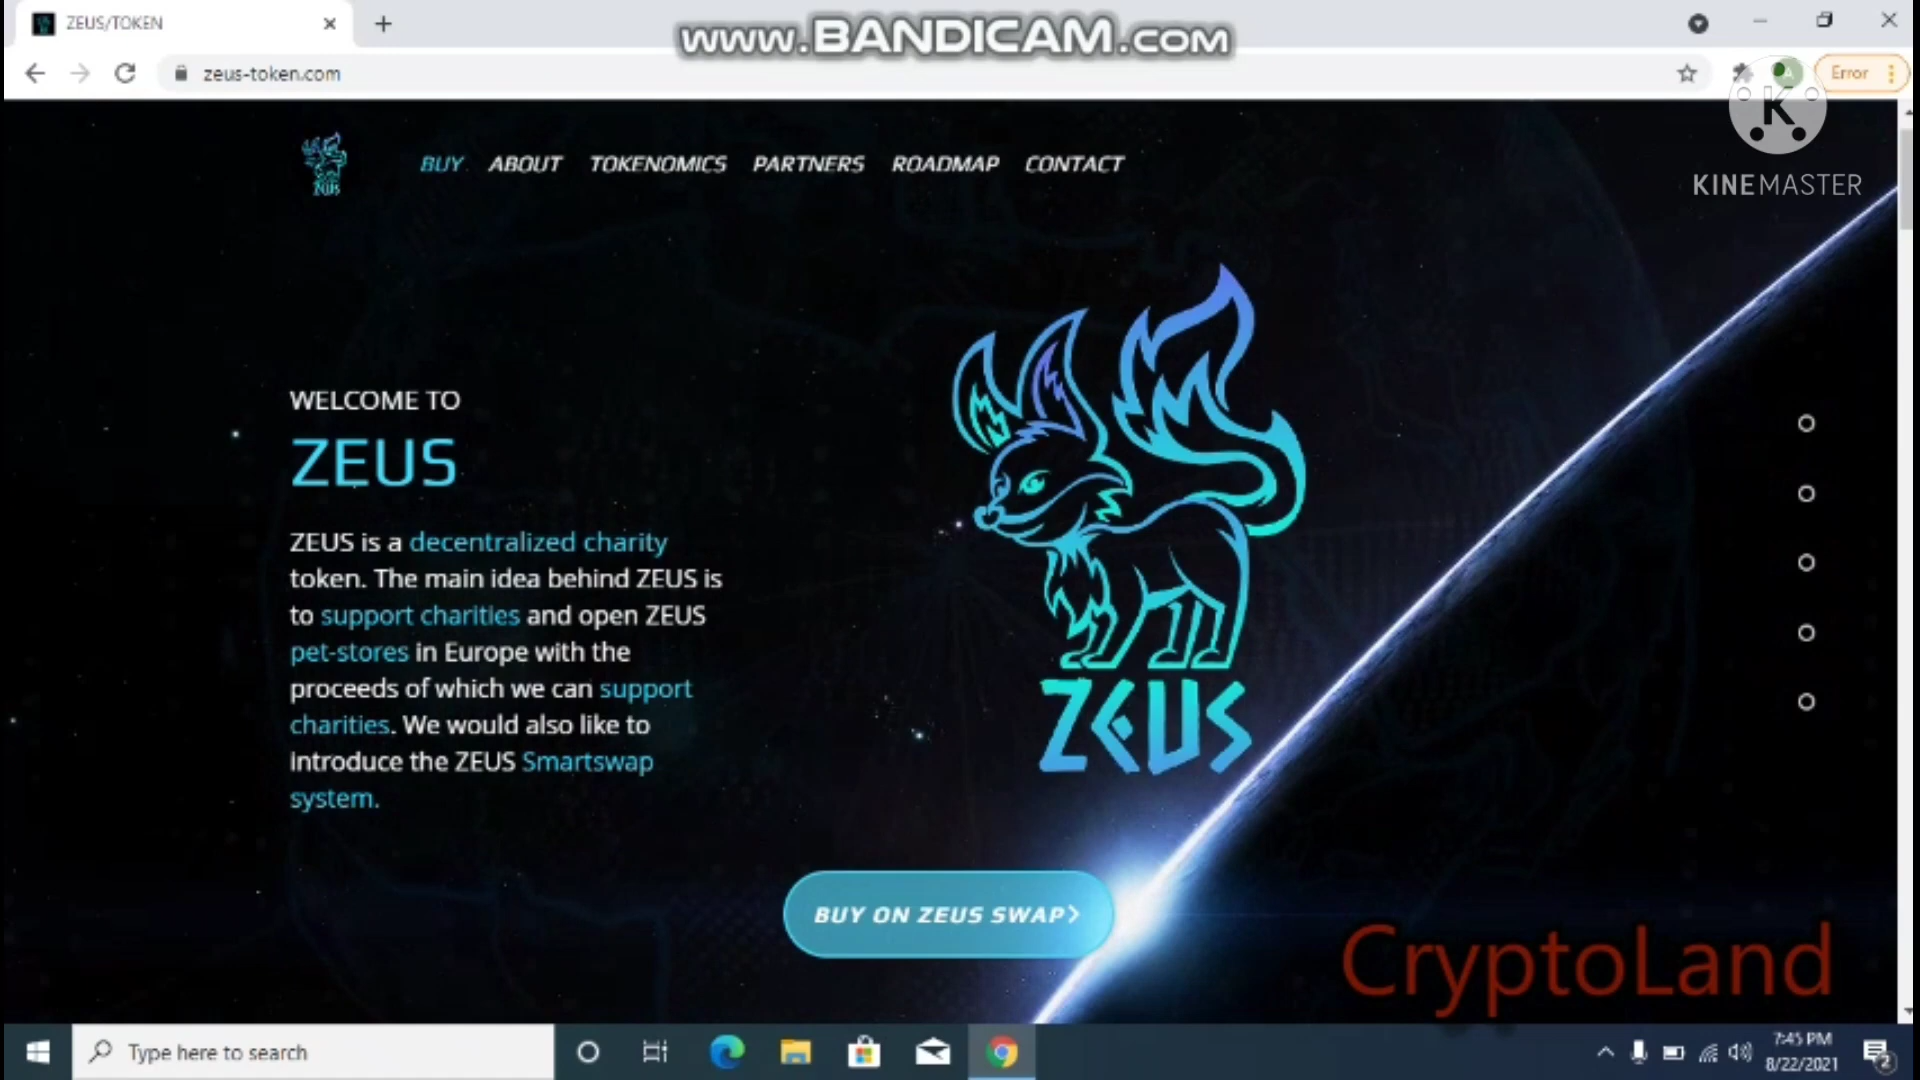 ZEUS/TOKEN
www.BANDICAM.com
zeus-token.com
Error
K
KINEMASTER
ZEUS
BUY ABOUT TOKENOMICS PARTNERS ROADMAP CONTACT
WELCOME TO
ZEUS
ZEUS is a decentralized charity
token. The main idea behind ZEUS is
to support charities and open ZEUS
pet-stores in Europe with the
proceeds of which we can support
charities. We would also like to
introduce the ZEUS Smartswap
system.
ZEUS
BUY ON ZEUS SWAP>
CryptoLand
Type here to search
7:45 PM
8/22/2021
2